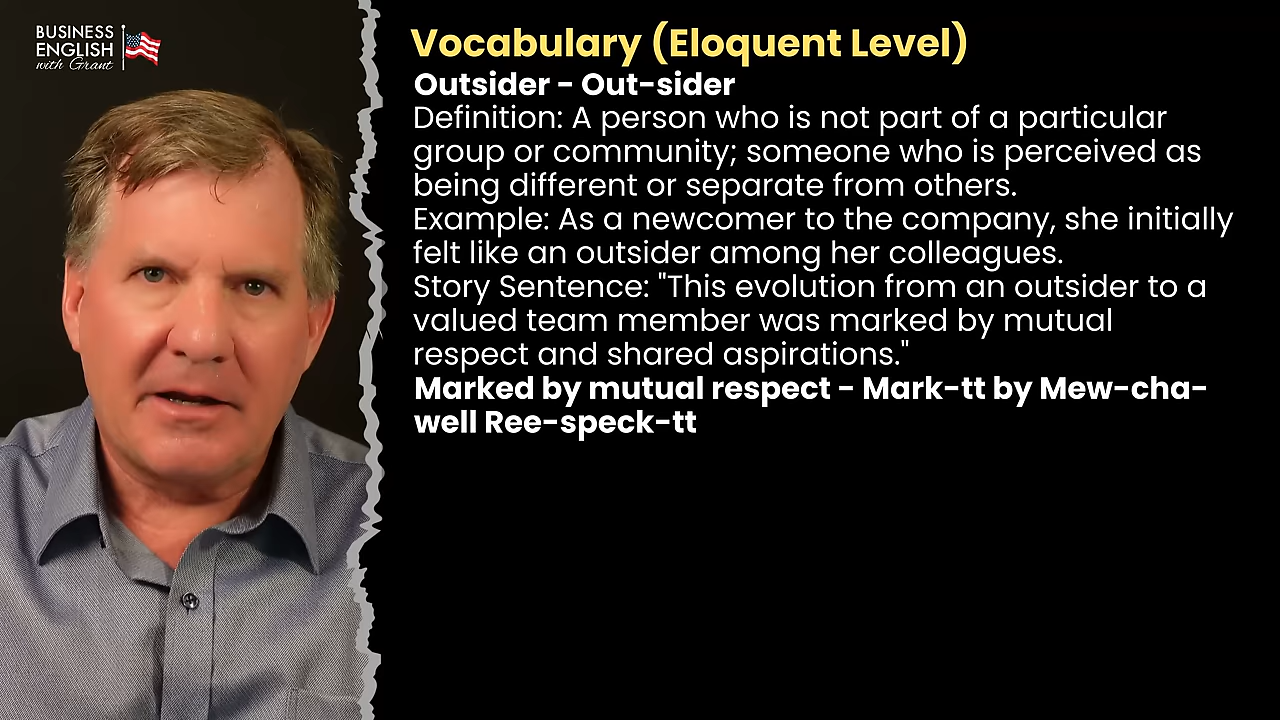 BUSINESS
ENGLISH
with Grant
Vocabulary (Eloquent Level)
Outsider - Out-sider
Definition: A person who is not part of a particular
group or community; someone who is perceived as
being different or separate from others.
Example: As a newcomer to the company, she initially
felt like an outsider among her colleagues.
Story Sentence: "This evolution from an outsider to a
valued team member was marked by mutual
respect and shared aspirations."
Marked by mutual respect - Mark-tt by Mew-cha-
well Ree-speck-tt